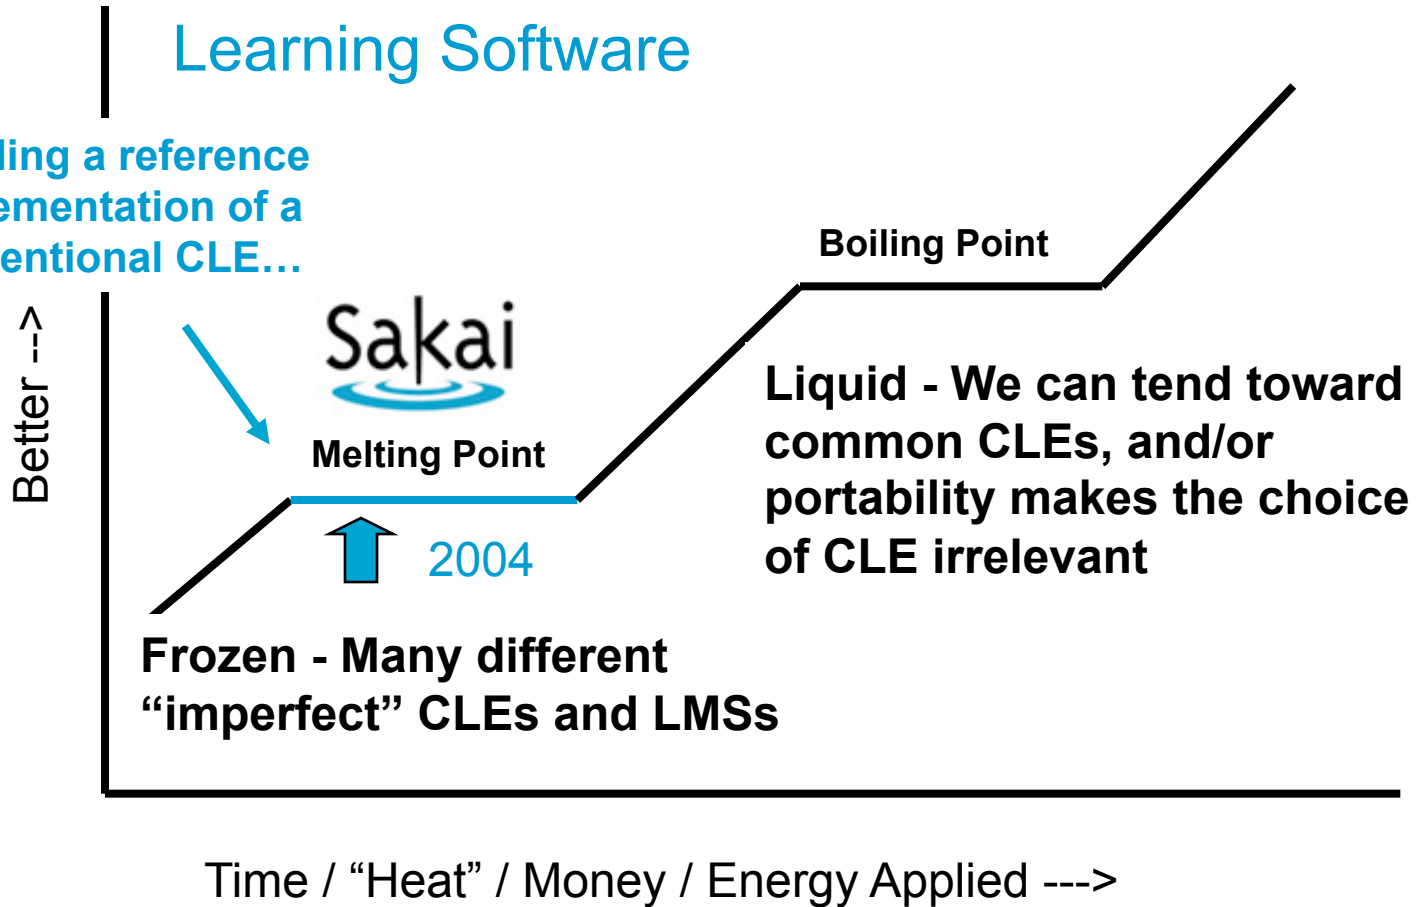 Learning Software
ling a reference
ementation of a
entional CLE…
Better -->
Sakai
Boiling Point
Melting Point
Liquid - We can tend toward
common CLEs, and/or
portability makes the choice
of CLE irrelevant
2004
Frozen - Many different
“imperfect” CLEs and LMSs
Time / “Heat” / Money / Energy Applied --->